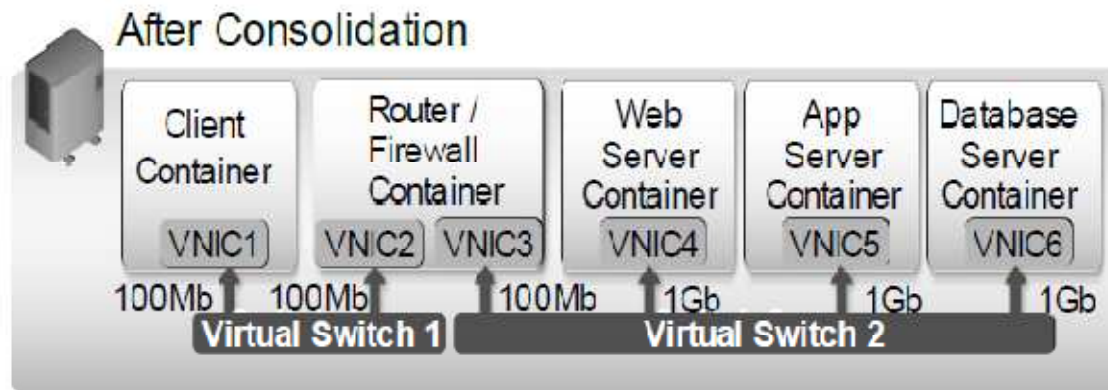 After Consolidation
Client
Container
VNIC1
Router /
Firewall
Container
VNIC2
VNIC3
Web
Server
Container
VNIC4
App
Server
Container
VNIC5
Database
Server
Container
VNIC6
100Mb
100Mb
100Mb
1Gb
1Gb
1Gb
Virtual Switch 1
Virtual Switch 2